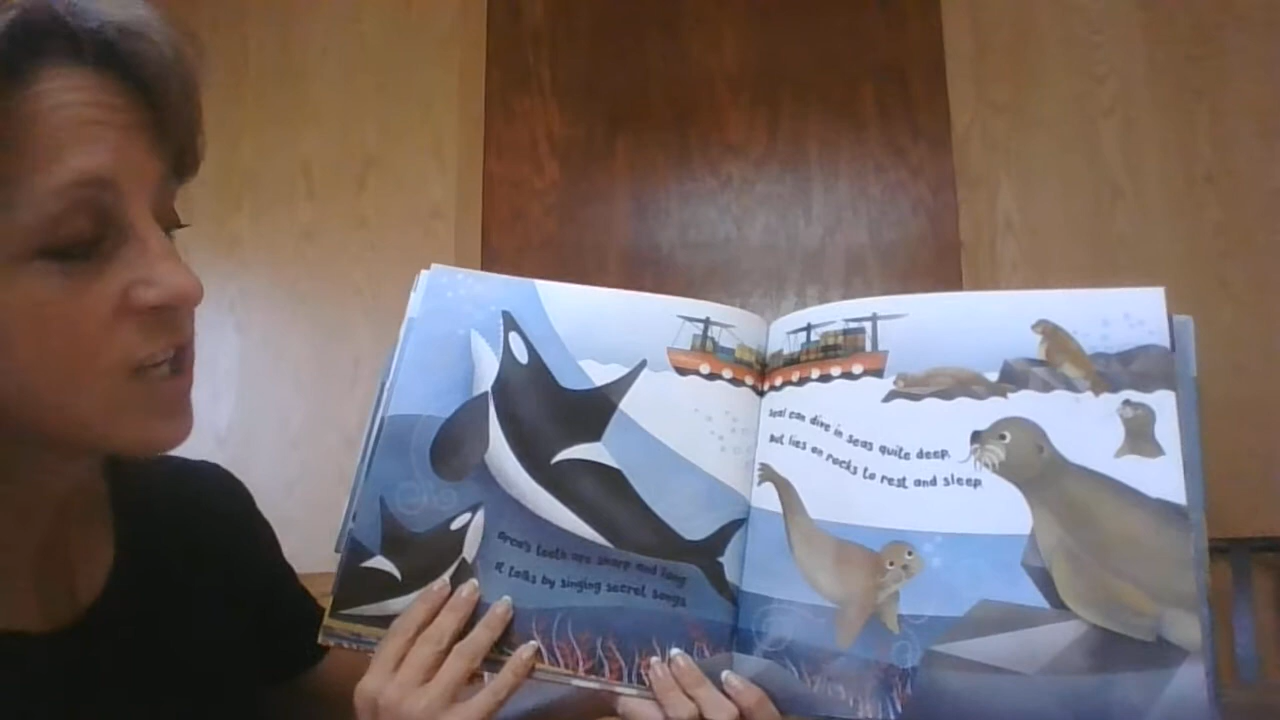 orca's teeth are sharp and long
it talks by singing secret songs
seal can dive in seas quite deep,
but lies on rocks to rest and sleep.